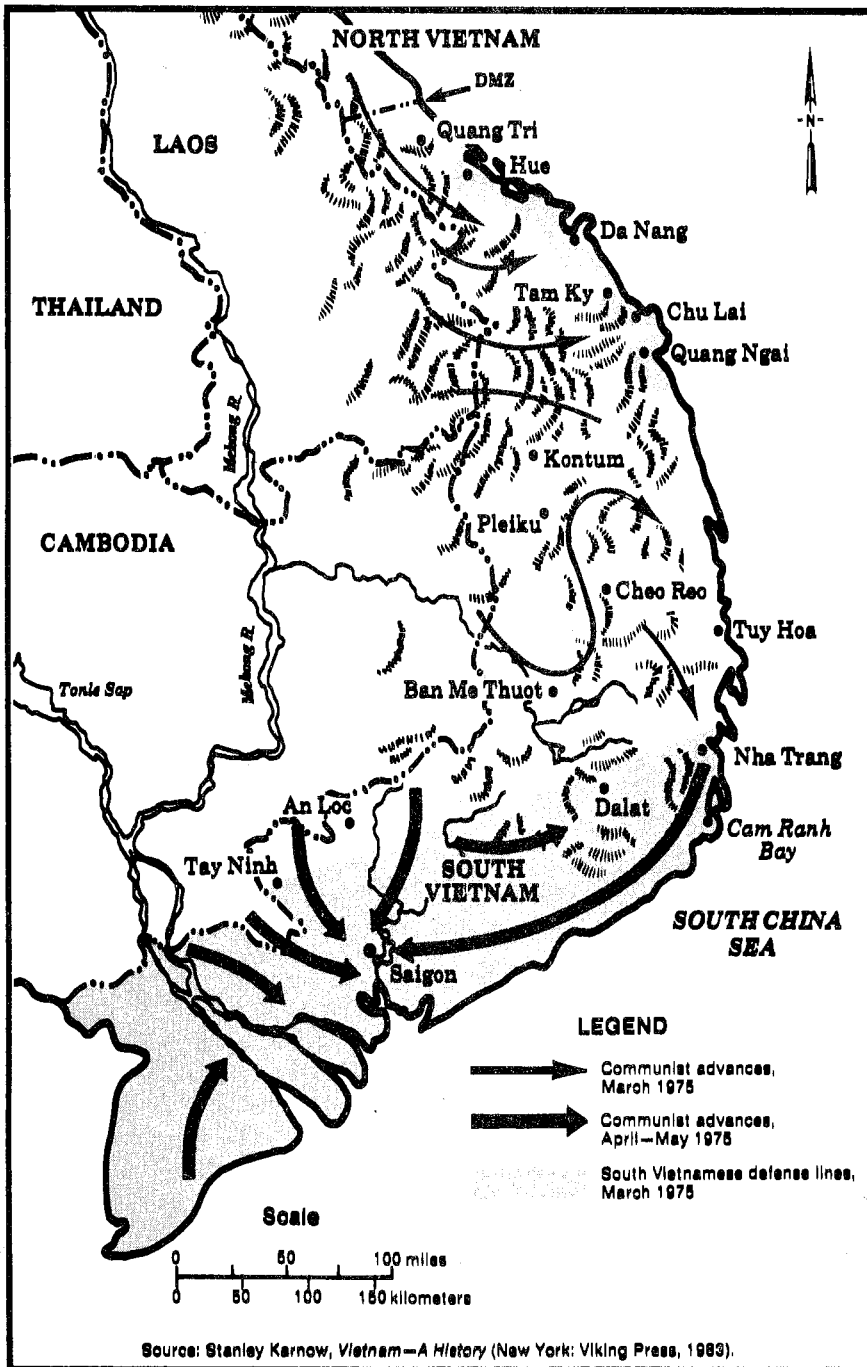 NORTH VIETNAM
DMZ
-N-
Quang Tri
LAOS
Hue
Da Nang
THAILAND
Tam Ky
Chu Lai
Quang Ngai
Mekong R.
Kontum
Pleiku
CAMBODIA
Cheo Reo
Tuy Hoa
Mekong R.
Tonle Sap
Ban Me Thuot
Nha Trang
An Loc
Dalat
Cam Ranh
Bay
Tay Ninh
SOUTH
VIETNAM
SOUTH CHINA
SEA
Saigon
LEGEND
Communist advances,
March 1975
Communist advances,
April—May 1975
South Vietnamese defense lines,
March 1975
Scale
0 50 100 miles
0 50 100 150 kilometers
Source: Stanley Karnow, Vietnam—A History (New York: Viking Press, 1983).